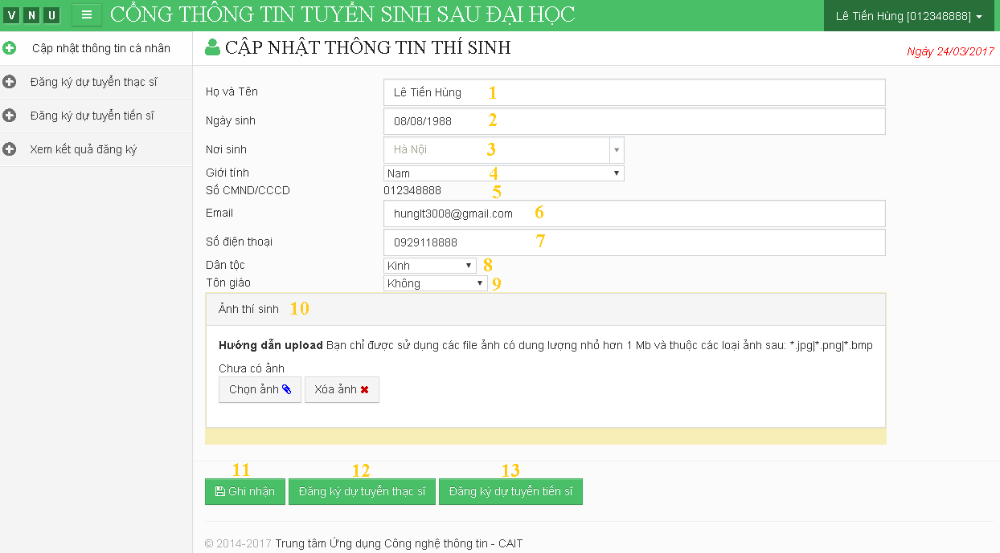 V N U CỔNG THÔNG TIN TUYỂN SINH SAU ĐẠI HỌC Lê Tiến Hùng [012348888]
Cập nhật thông tin cá nhân
Đăng ký dự tuyển thạc sĩ
Đăng ký dự tuyển tiến sĩ
Xem kết quả đăng ký
CẬP NHẬT THÔNG TIN THÍ SINH
Ngày 24/03/2017
Họ và Tên Lê Tiến Hùng 1
Ngày sinh 08/08/1988 2
Nơi sinh Hà Nội 3
Giới tính Nam 4
Số CMND/CCCD 012348888 5
Email hunglt3008@gmail.com 6
Số điện thoại 0929118888 7
Dân tộc Kinh 8
Tôn giáo Không 9
Ảnh thí sinh 10
Hướng dẫn upload Bạn chỉ được sử dụng các file ảnh có dung lượng nhỏ hơn 1 Mb và thuộc các loại ảnh sau: *.jpg|*.png|*.bmp
Chưa có ảnh
Chọn ảnh Xóa ảnh
11 12 13
Ghi nhận Đăng ký dự tuyển thạc sĩ Đăng ký dự tuyển tiến sĩ
© 2014-2017 Trung tâm Ứng dụng Công nghệ thông tin - CAIT